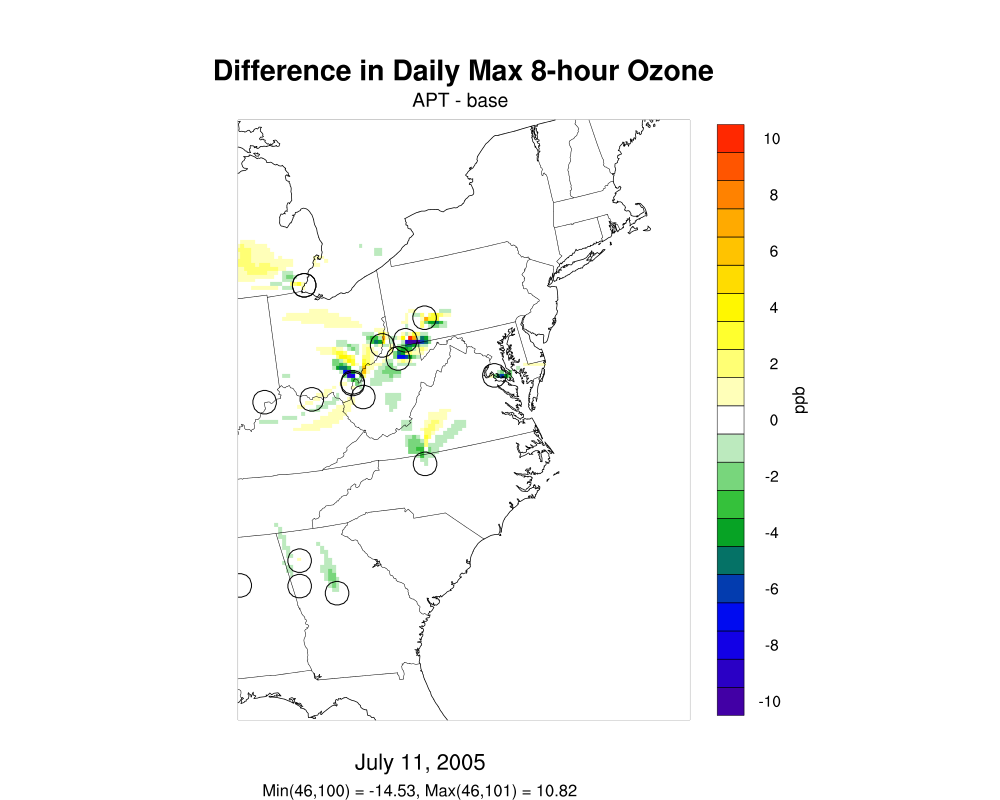 Difference in Daily Max 8-hour Ozone
APT - base
10
8
6
4
2
0
-2
-4
-6
-8
-10
ppb
July 11, 2005
Min(46,100) = -14.53, Max(46,101) = 10.82